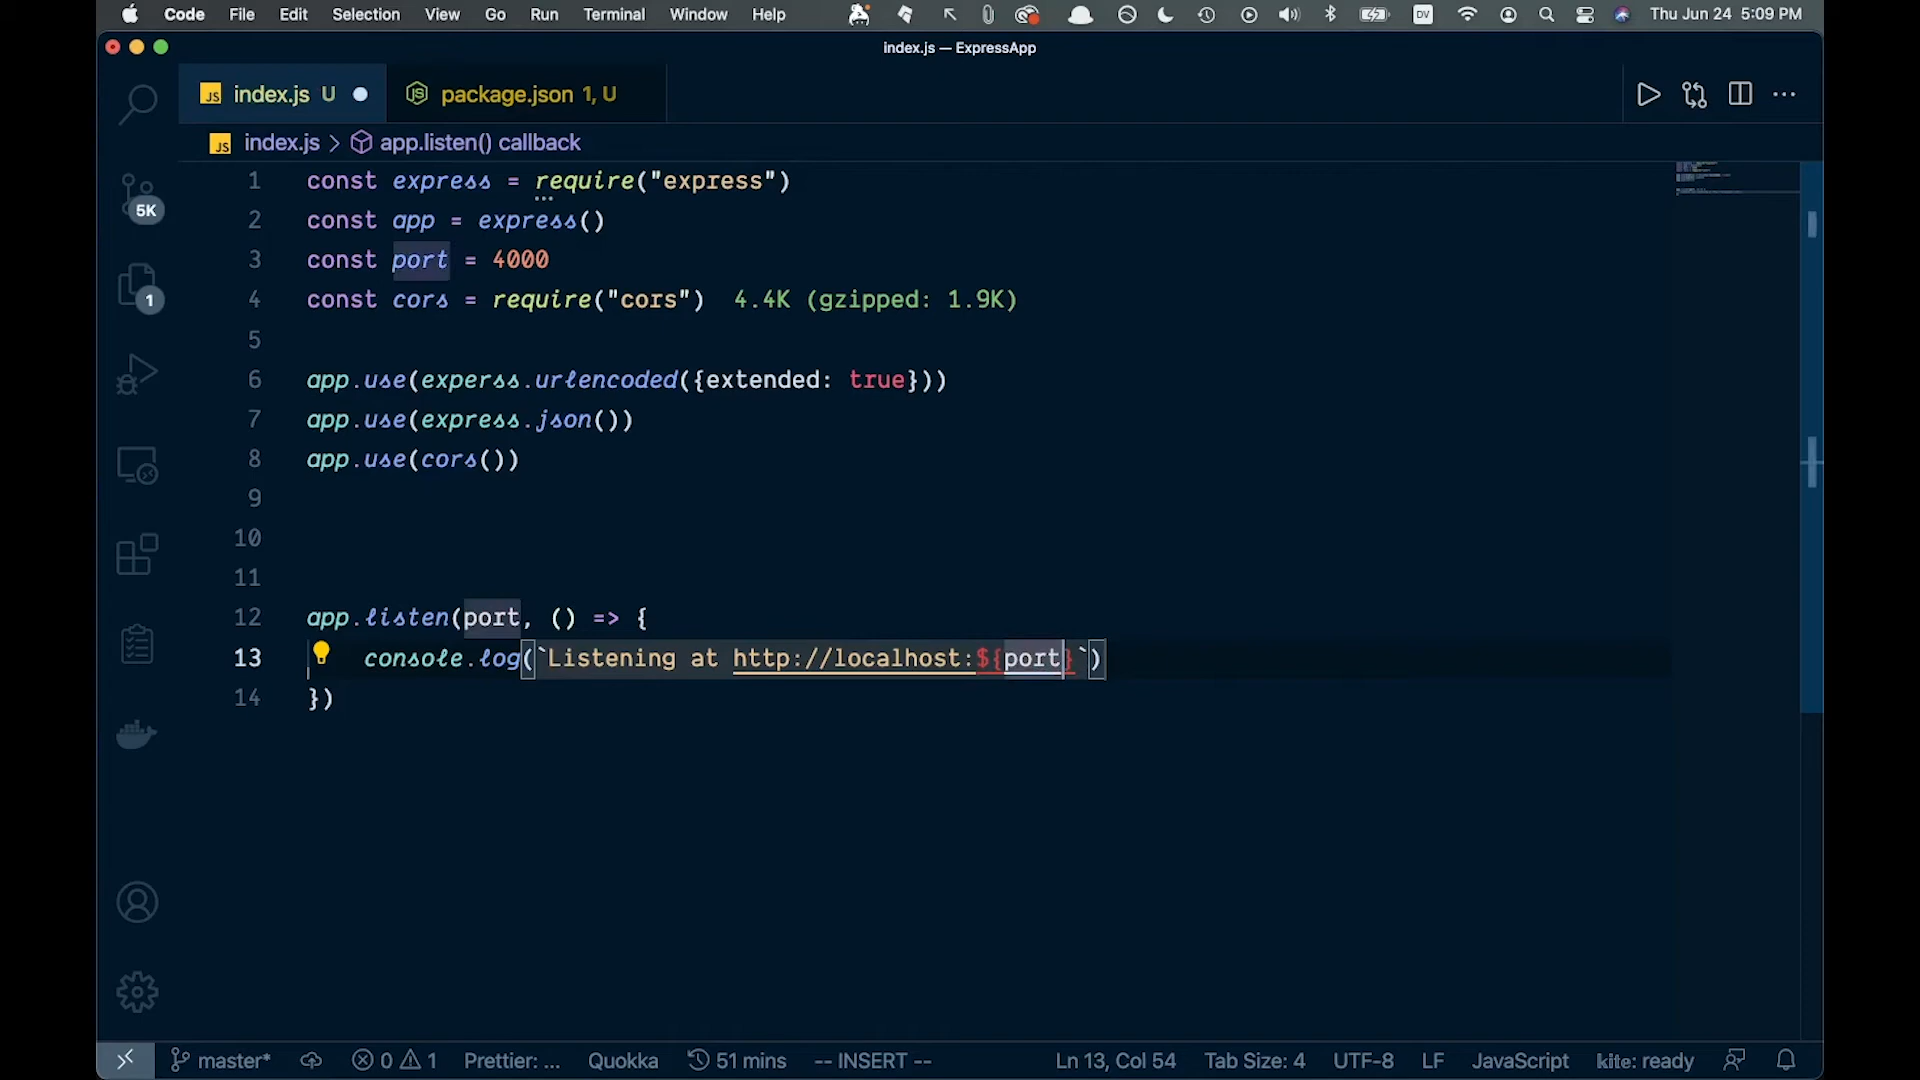 Code File Edit Selection View Go Run Terminal Window Help DV Thu Jun 24 5:09 PM
index.js — ExpressApp
JS index.js U package.json 1, U
JS index.js > app.listen() callback
1 const express = require("express")
2 const app = express()
3 const port = 4000
4 const cors = require("cors") 4.4K (gzipped: 1.9K)
5
6 app.use(experss.urlencoded({extended: true}))
7 app.use(express.json())
8 app.use(cors())
9
10
11
12 app.listen(port, () => {
13 console.log(`Listening at http://localhost:${port}`)
14 })
5K
1
master* 0 1 Prettier: ... Quokka 51 mins -- INSERT -- Ln 13, Col 54 Tab Size: 4 UTF-8 LF JavaScript kite: ready